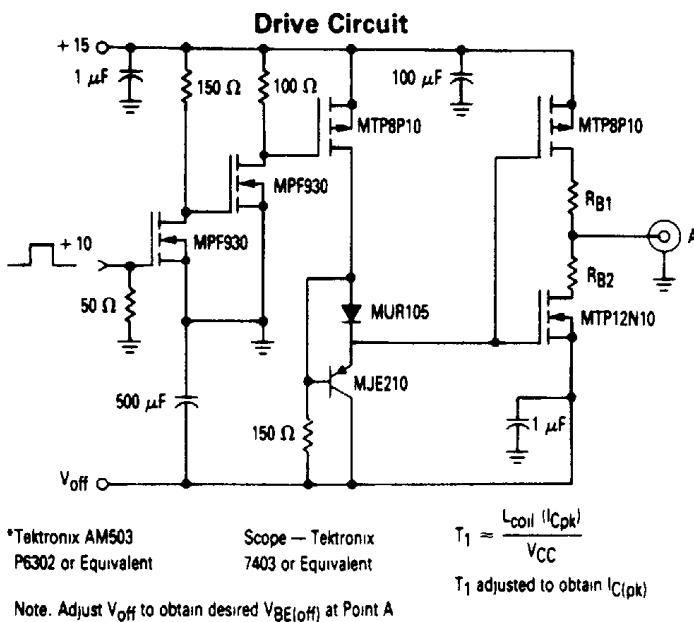 Drive Circuit
+ 15
1 µF
150 Ω
100 Ω
100 µF
MTP8P10
MTP8P10
MPF930
MPF930
+ 10
50 Ω
RB1
A
RB2
MUR105
MTP12N10
MJE210
500 µF
150 Ω
1 µF
Voff
*Tektronix AM503
P6302 or Equivalent
Scope — Tektronix
7403 or Equivalent
T1 ≈ Lcoil (ICpk) / VCC
T1 adjusted to obtain IC(pk)
Note. Adjust Voff to obtain desired VBE(off) at Point A